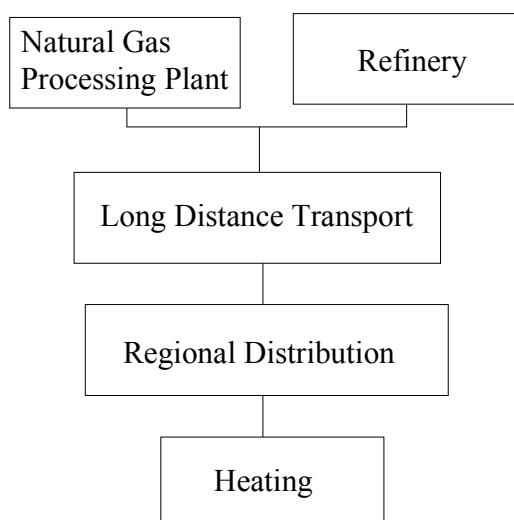 Natural Gas
Processing Plant
Refinery
Long Distance Transport
Regional Distribution
Heating